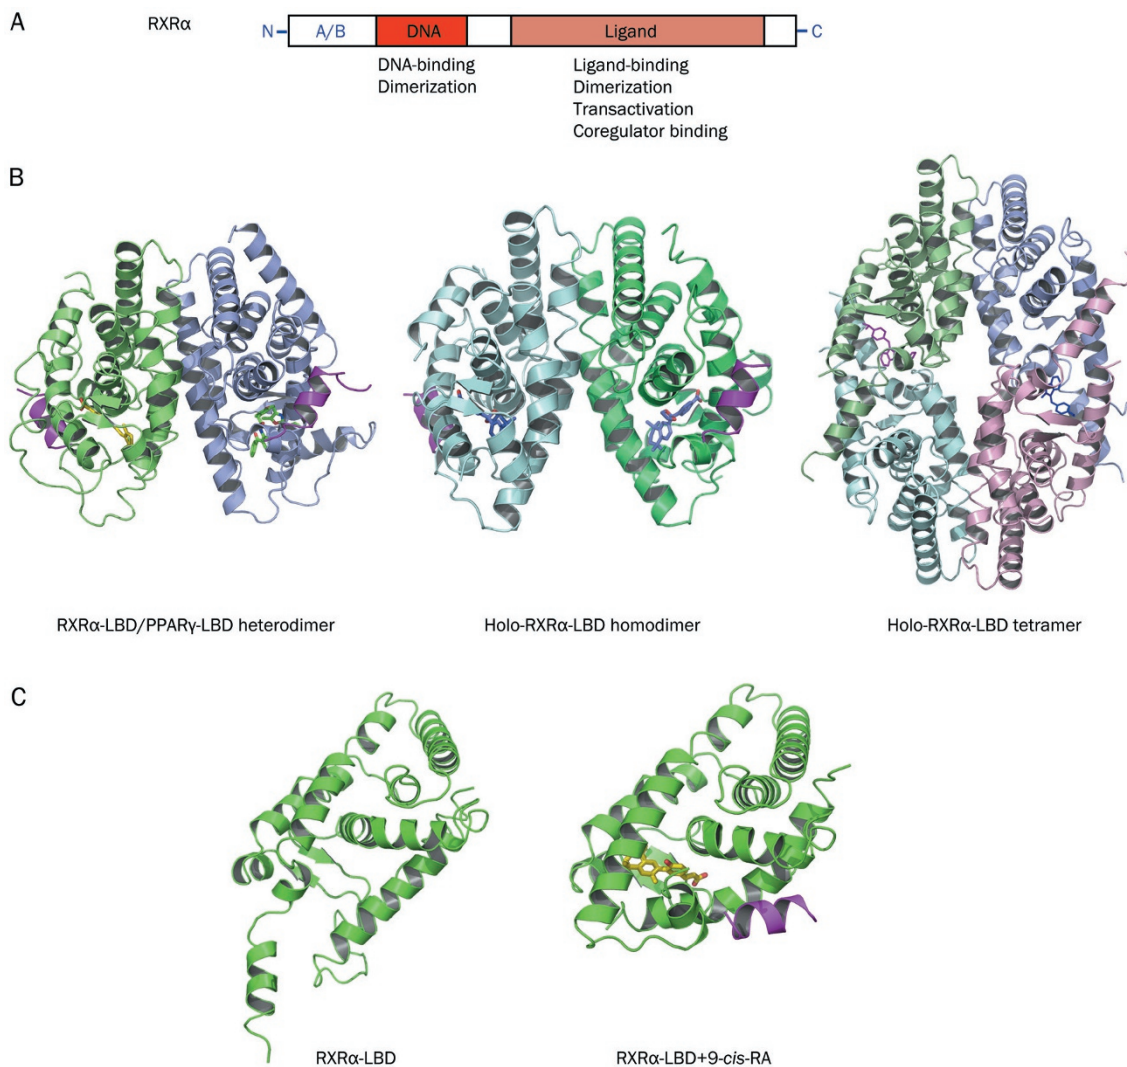 A
RXRα
N A/B DNA Ligand C
DNA-binding Ligand-binding
Dimerization Dimerization
Transactivation
Coregulator binding
B
RXRα-LBD/PPARγ-LBD heterodimer Holo-RXRα-LBD homodimer Holo-RXRα-LBD tetramer
C
RXRα-LBD RXRα-LBD+9-cis-RA